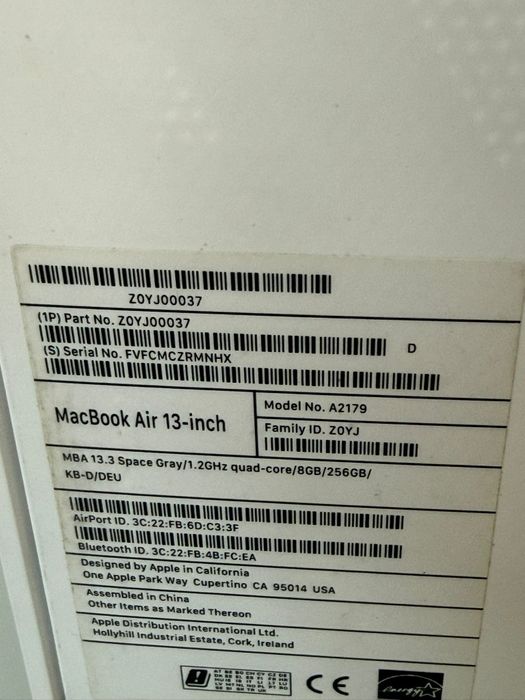 Z0YJ00037
(1P) Part No. Z0YJ00037
D
(S) Serial No. FVFCMCZRMNHX
MacBook Air 13-inch
Model No. A2179
Family ID. Z0YJ
MBA 13.3 Space Gray/1.2GHz quad-core/8GB/256GB/
KB-D/DEU
AirPort ID. 3C:22:FB:6D:C3:3F
Bluetooth ID. 3C:22:FB:4B:FC:EA
Designed by Apple in California
One Apple Park Way Cupertino CA 95014 USA
Assembled in China
Other Items as Marked Thereon
Apple Distribution International Ltd.
Hollyhill Industrial Estate, Cork, Ireland
CE
energy